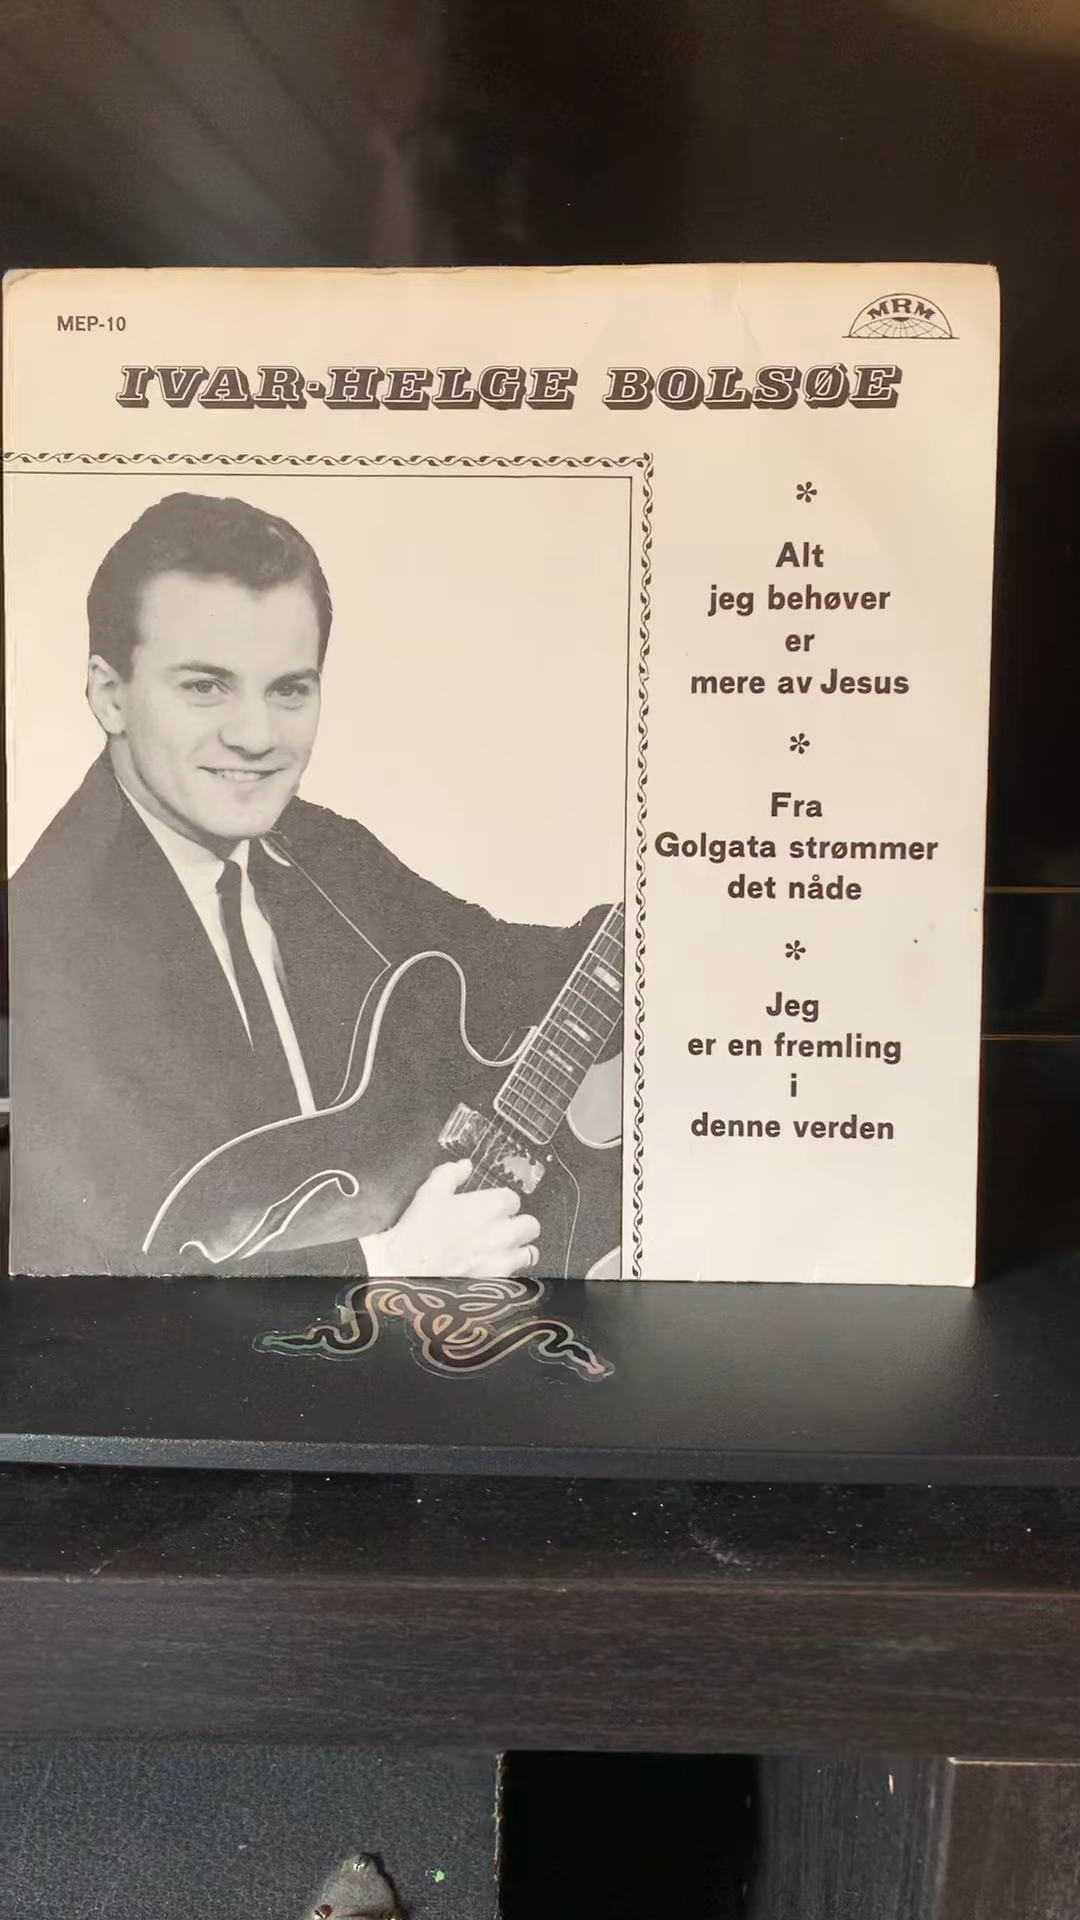 MEP-10
MRM
IVAR-HELGE BOLSØE
*
Alt
jeg behøver
er
mere av Jesus
*
Fra
Golgata strømmer
det nåde
*
Jeg
er en fremling
i
denne verden